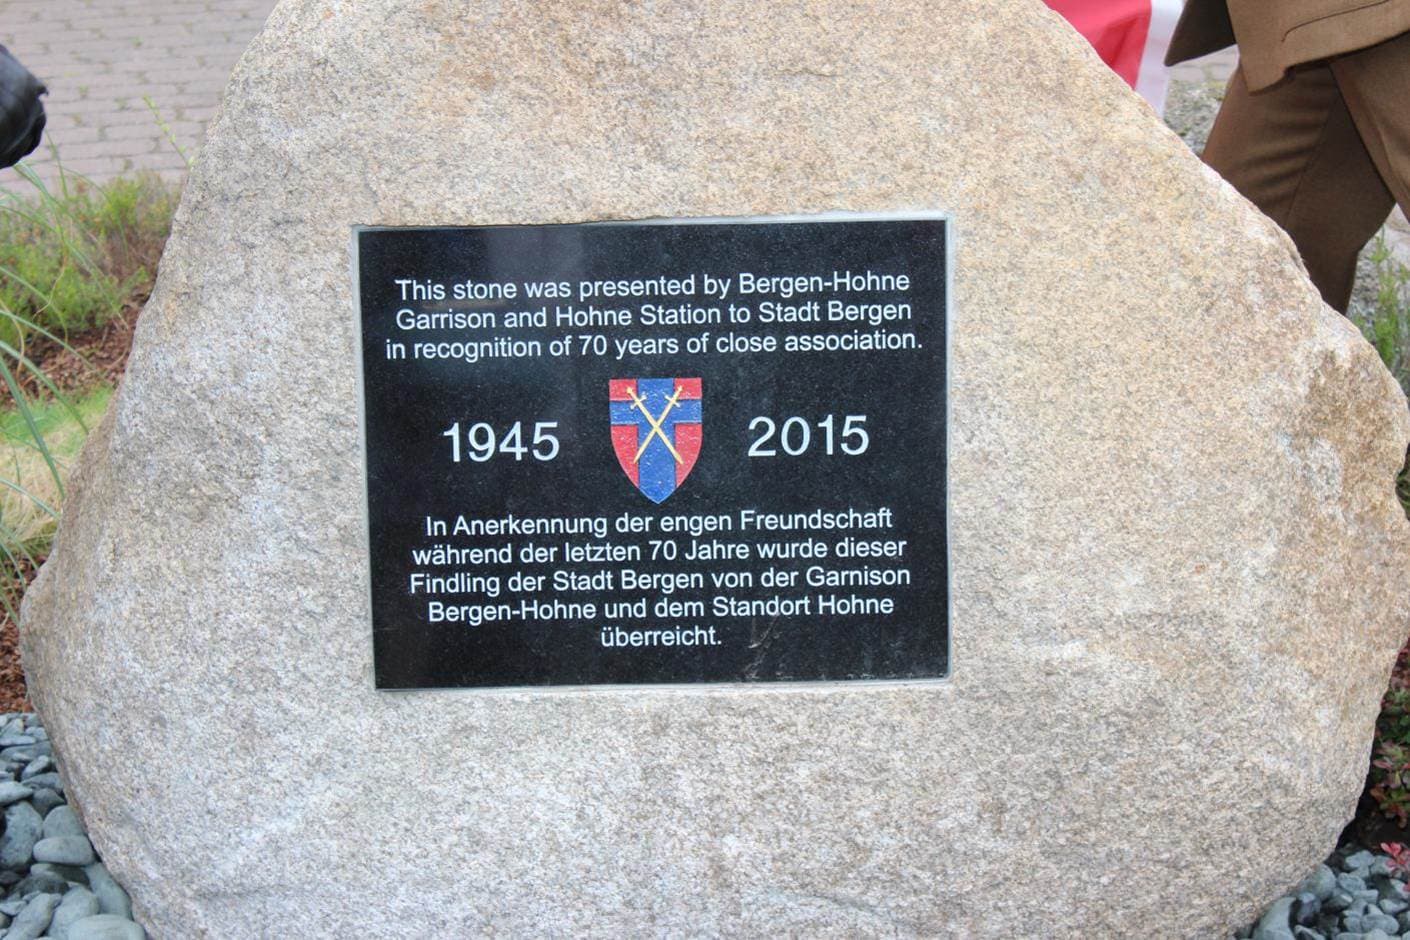 This stone was presented by Bergen-Hohne
Garrison and Hohne Station to Stadt Bergen
in recognition of 70 years of close association.
1945 2015
In Anerkennung der engen Freundschaft
während der letzten 70 Jahre wurde dieser
Findling der Stadt Bergen von der Garnison
Bergen-Hohne und dem Standort Hohne
überreicht.